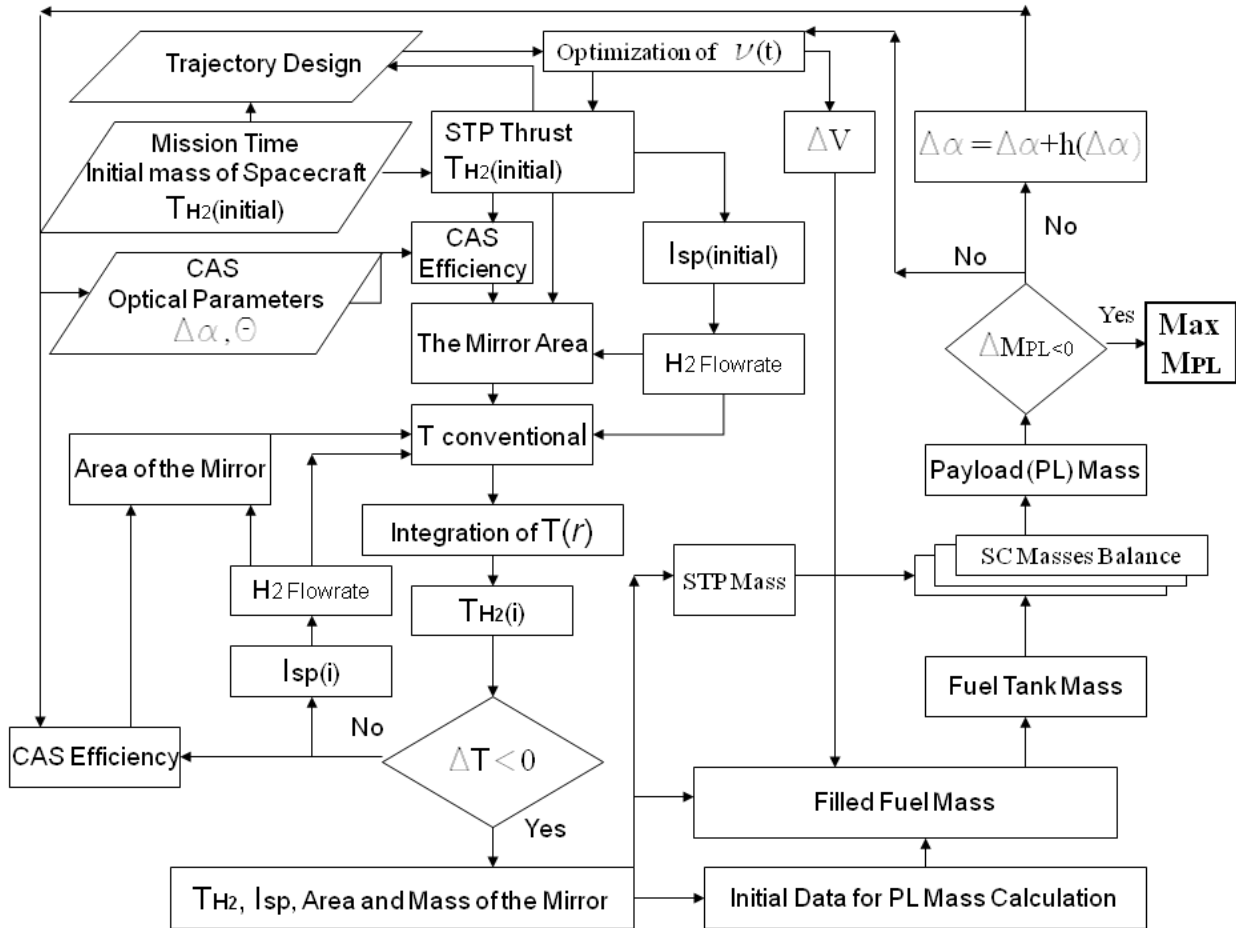 Trajectory Design
Optimization of ν(t)
Mission Time
Initial mass of Spacecraft
TH2(initial)
STP Thrust
TH2(initial)
ΔV
Δα = Δα+h(Δα)
No
No
CAS
Optical Parameters
Δα, Θ
CAS
Efficiency
Isp(initial)
The Mirror Area
H2 Flowrate
ΔMPL<0
Yes
Max
MPL
T conventional
Area of the Mirror
Payload (PL) Mass
Integration of T(r)
SC Masses Balance
STP Mass
H2 Flowrate
TH2(i)
Isp(i)
Fuel Tank Mass
No
CAS Efficiency
ΔT<0
Filled Fuel Mass
Yes
TH2, Isp, Area and Mass of the Mirror
Initial Data for PL Mass Calculation